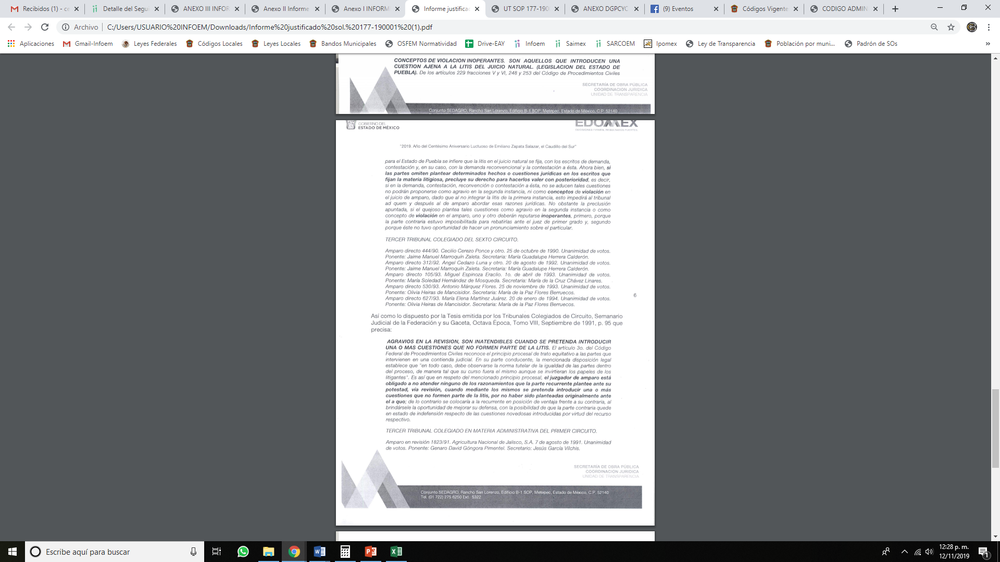 Recibidos (1) - ce
Detalle del Segui
ANEXO III INFOR
Anexo II Informe
Anexo I INFORM
Informe justificac
UT SOP 177-190
ANEXO DGPCYC
(9) Eventos
Códigos Vigente
CODIGO ADMIN
Archivo
C:/Users/USUARIO%20INFOEM/Downloads/Informe%20justificado%20sol.%20177-190001%20(1).pdf
Aplicaciones
Gmail-Infoem
Leyes Federales
Códigos Locales
Leyes Locales
Bandos Municipales
OSFEM Normatividad
Drive-EAY
Infoem
Saimex
SARCOEM
Ipomex
Ley de Transparencia
Población por muni...
Padrón de SOs
»
CONCEPTOS DE VIOLACION INOPERANTES. SON AQUELLOS QUE INTRODUCEN UNA
CUESTION AJENA A LA LITIS DEL JUICIO NATURAL. (LEGISLACION DEL ESTADO DE
PUEBLA). De los artículos 229 fracciones V y VI, 248 y 253 del Código de Procedimientos Civiles
SECRETARÍA DE OBRA PÚBLICA
COORDINACION JURIDICA
UNIDAD DE TRANSPARENCIA
Conjunto SEDAGRO, Rancho San Lorenzo, Edificio B-1 SOP, Metepec, Estado de México, C.P. 52140
GOBIERNO DEL
ESTADO DE MÉXICO
EDOMEX
DECISIONES FIRMES, RESULTADOS FUERTES
"2019. Año del Centésimo Aniversario Luctuoso de Emiliano Zapata Salazar, el Caudillo del Sur"
para el Estado de Puebla se infiere que la litis en el juicio natural se fija, con los escritos de demanda,
contestación y, en su caso, con la demanda reconvencional y la contestación a ésta. Ahora bien, si
las partes omiten plantear determinados hechos o cuestiones jurídicas en los escritos que
fijan la materia litigiosa, precluye su derecho para hacerlos valer con posterioridad, es decir,
si en la demanda, contestación, reconvención o contestación a ésta, no se aducen tales cuestiones
no podrán proponerse como agravio en la segunda instancia, ni como conceptos de violación en
el juicio de amparo, dado que al no integrar la litis de la primera instancia, esto impedirá al tribunal
ad quem y después al de amparo abordar esas razones jurídicas. No obstante la preclusión
apuntada, si el quejoso plantea tales cuestiones como agravio en la segunda instancia o como
concepto de violación en el amparo, uno y otro deberán reputarse inoperantes, primero, porque
la parte contraria estuvo imposibilitada para rebatirlas ante el juez de primer grado y, segundo
porque éste no tuvo oportunidad de hacer un pronunciamiento sobre el particular.
TERCER TRIBUNAL COLEGIADO DEL SEXTO CIRCUITO.
Amparo directo 444/90. Cecilio Cerezo Ponce y otro. 25 de octubre de 1990. Unanimidad de votos.
Ponente: Jaime Manuel Marroquín Zaleta. Secretaria: María Guadalupe Herrera Calderón.
Amparo directo 312/92. Angel Cedazo Luna y otro. 20 de agosto de 1992. Unanimidad de votos.
Ponente: Jaime Manuel Marroquín Zaleta. Secretaria: María Guadalupe Herrera Calderón.
Amparo directo 105/93. Miguel Espinoza Eraclio. 1o. de abril de 1993. Unanimidad de votos.
Ponente: María Soledad Hernández de Mosqueda. Secretaria: María de la Cruz Chávez Linares.
Amparo directo 530/93. Antonio Márquez Flores. 25 de noviembre de 1993. Unanimidad de votos.
Ponente: Olivia Heiras de Mancisidor. Secretaria: María de la Paz Flores Berruecos.
Amparo directo 627/93. María Elena Martínez Juárez. 20 de enero de 1994. Unanimidad de votos.
Ponente: Olivia Heiras de Mancisidor. Secretaria: María de la Paz Flores Berruecos.
6
Así como lo dispuesto por la Tesis emitida por los Tribunales Colegiados de Circuito, Semanario
Judicial de la Federación y su Gaceta, Octava Época, Tomo VIII, Septiembre de 1991, p. 95 que
precisa:
AGRAVIOS EN LA REVISION, SON INATENDIBLES CUANDO SE PRETENDA INTRODUCIR
UNA O MAS CUESTIONES QUE NO FORMEN PARTE DE LA LITIS. El artículo 3o. del Código
Federal de Procedimientos Civiles reconoce el principio procesal de trato equitativo a las partes que
intervienen en una contienda judicial. En su parte conducente, la mencionada disposición legal
establece que "en todo caso, debe observarse la norma tutelar de la igualdad de las partes dentro
del proceso, de manera tal que su curso fuera el mismo aunque se invirtieran los papeles de los
litigantes". Es así que en respeto del mencionado principio procesal, el juzgador de amparo está
obligado a no atender ninguno de los razonamientos que la parte recurrente plantee ante su
potestad, vía revisión, cuando mediante los mismos se pretenda introducir una o más
cuestiones que no formen parte de la litis, por no haber sido planteadas originalmente ante
el a quo; de lo contrario se colocaría a la recurrente en posición de ventaja frente a su contraria, al
brindársele la oportunidad de mejorar su defensa, con la posibilidad de que la parte contraria quede
en estado de indefensión respecto de las cuestiones novedosas introducidas por virtud del recurso
respectivo.
TERCER TRIBUNAL COLEGIADO EN MATERIA ADMINISTRATIVA DEL PRIMER CIRCUITO.
Amparo en revisión 1823/91. Agricultura Nacional de Jalisco, S.A. 7 de agosto de 1991. Unanimidad
de votos. Ponente: Genaro David Góngora Pimentel. Secretario: Jesús García Vílchis.
SECRETARÍA DE OBRA PÚBLICA
COORDINACION JURIDICA
UNIDAD DE TRANSPARENCIA
Conjunto SEDAGRO, Rancho San Lorenzo, Edificio B-1 SOP, Metepec, Estado de México, C.P. 52140
Tel. (01 722) 275 6250 Ext. 5322
Escribe aquí para buscar
12:28 p. m.
12/11/2019
1